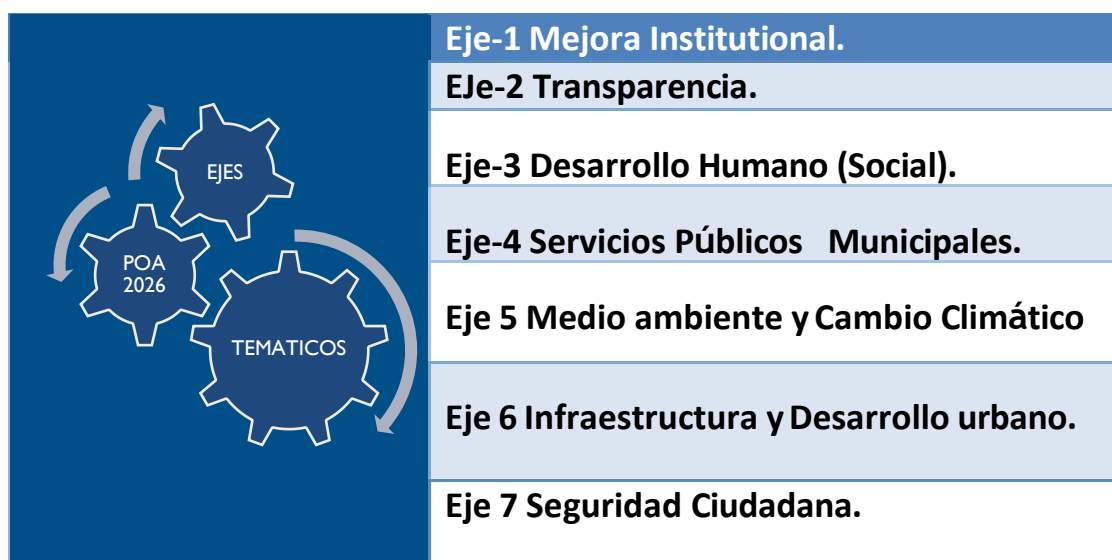 EJES
POA
2026
TEMATICOS
Eje-1 Mejora Institutional.
EJe-2 Transparencia.
Eje-3 Desarrollo Humano (Social).
Eje-4 Servicios Públicos Municipales.
Eje 5 Medio ambiente y Cambio Climático
Eje 6 Infraestructura y Desarrollo urbano.
Eje 7 Seguridad Ciudadana.